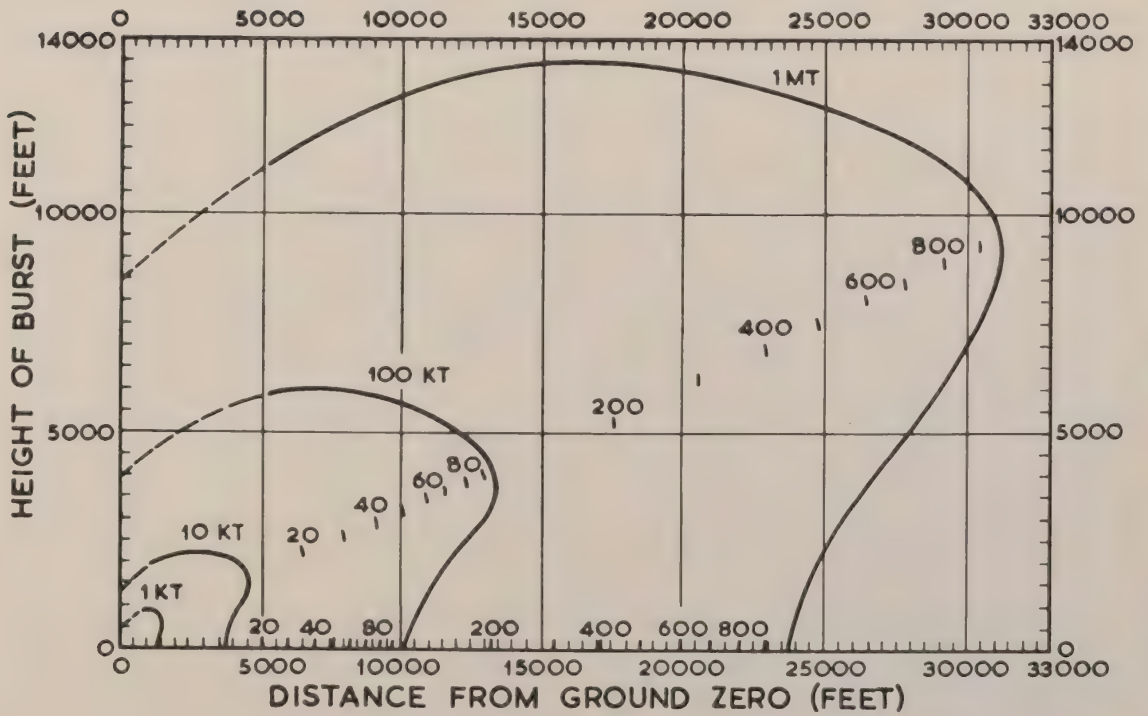 0 5000 10000 15000 20000 25000 30000 33000
14000 14000
1 MT
10000 10000
800
600
400
100 KT
200
5000 5000
80
60
40
20
10 KT
1 KT
20 40 80 200 400 600 800
0 0
0 5000 10000 15000 20000 25000 30000 33000
DISTANCE FROM GROUND ZERO (FEET)
HEIGHT OF BURST (FEET)